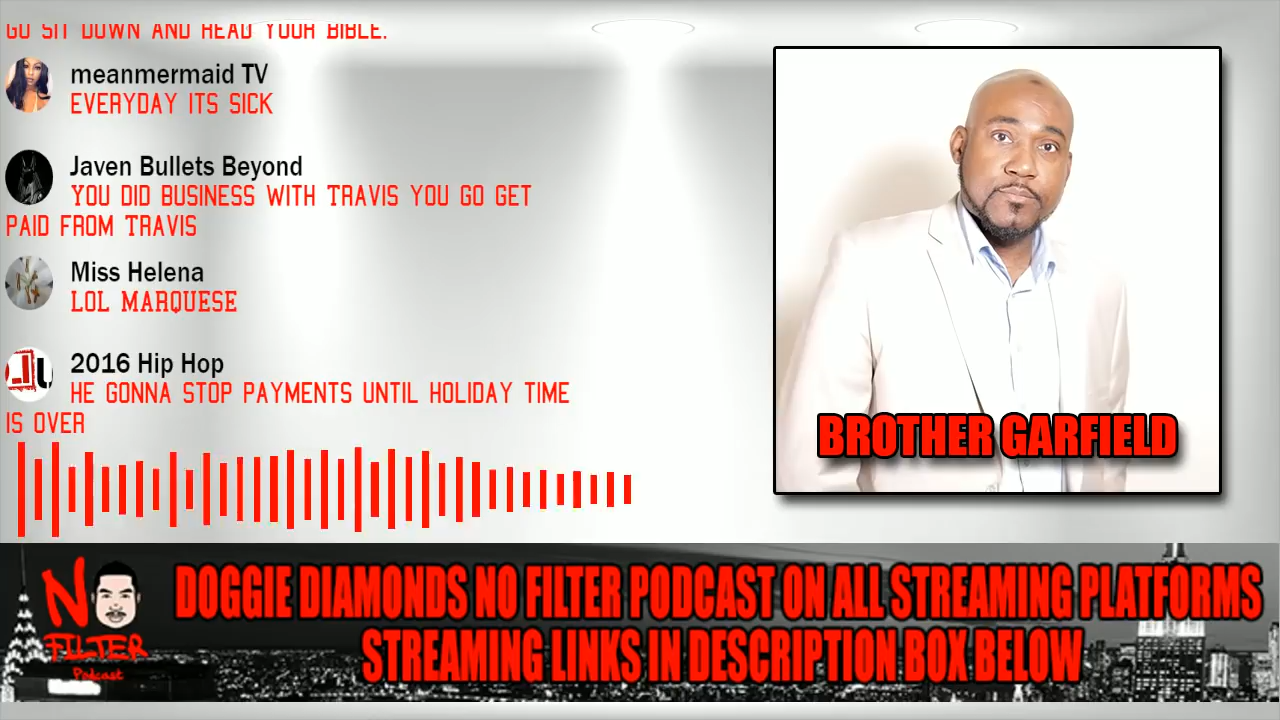 GO SIT DOWN AND READ YOUR BIBLE.
meanmermaid TV
EVERYDAY ITS SICK
Javen Bullets Beyond
YOU DID BUSINESS WITH TRAVIS YOU GO GET
PAID FROM TRAVIS
Miss Helena
LOL MARQUESE
2016 Hip Hop
HE GONNA STOP PAYMENTS UNTIL HOLIDAY TIME
IS OVER
BROTHER GARFIELD
NO
FILTER
Podcast
DOGGIE DIAMONDS NO FILTER PODCAST ON ALL STREAMING PLATFORMS
STREAMING LINKS IN DESCRIPTION BOX BELOW